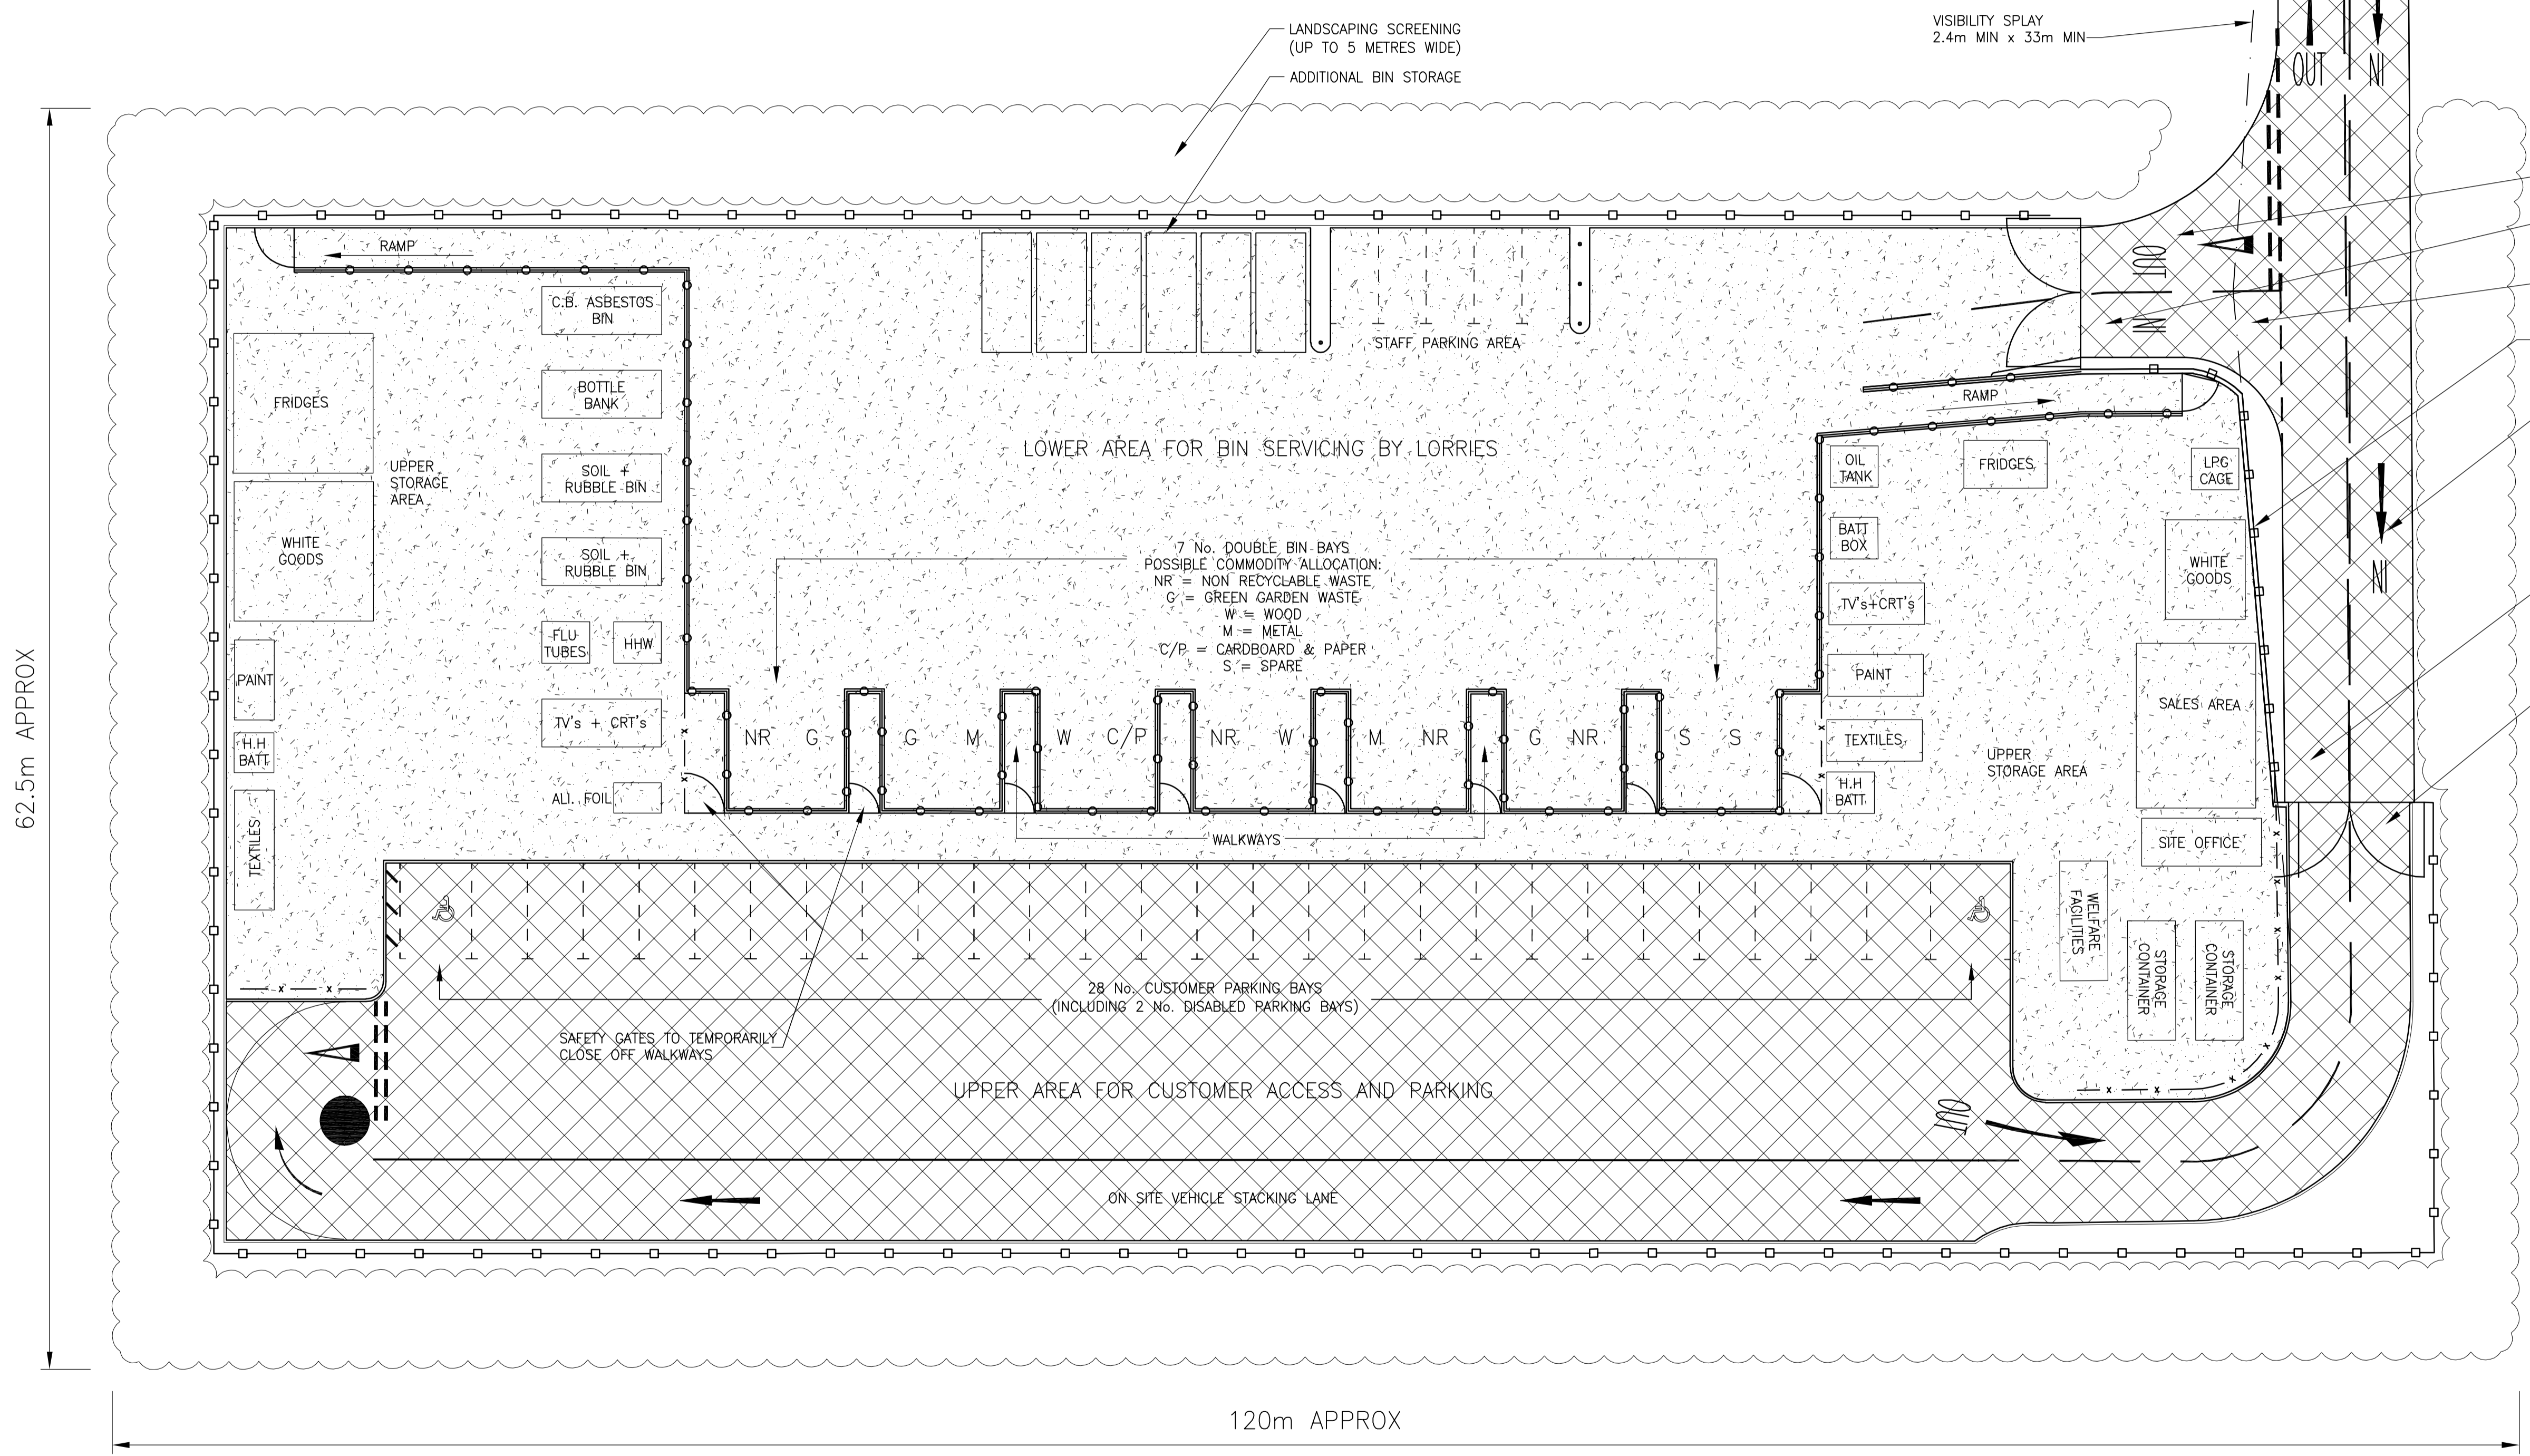 LANDSCAPING SCREENING
(UP TO 5 METRES WIDE)
ADDITIONAL BIN STORAGE
VISIBILITY SPLAY
2.4m MIN x 33m MIN
OUT
IN
RAMP
C.B. ASBESTOS
BIN
FRIDGES
BOTTLE
BANK
UPPER
STORAGE
AREA
SOIL +
RUBBLE BIN
WHITE
GOODS
SOIL +
RUBBLE BIN
FLU
TUBES
HHW
PAINT
TV's + CRT's
H.H
BATT
ALI. FOIL
TEXTILES
STAFF PARKING AREA
LOWER AREA FOR BIN SERVICING BY LORRIES
7 No. DOUBLE BIN BAYS
POSSIBLE COMMODITY ALLOCATION:
NR = NON RECYCLABLE WASTE
G = GREEN GARDEN WASTE
W = WOOD
M = METAL
C/P = CARDBOARD & PAPER
S = SPARE
NR G G M W C/P NR W M NR G NR S S
WALKWAYS
OUT
IN
RAMP
OIL
TANK
FRIDGES
LPG
CAGE
BATT
BOX
WHITE
GOODS
IN
TV's+CRT's
PAINT
SALES AREA
TEXTILES
UPPER
STORAGE AREA
H.H
BATT
SITE OFFICE
WELFARE
FACILITIES
STORAGE
CONTAINER
STORAGE
CONTAINER
28 No. CUSTOMER PARKING BAYS
(INCLUDING 2 No. DISABLED PARKING BAYS)
SAFETY GATES TO TEMPORARILY
CLOSE OFF WALKWAYS
UPPER AREA FOR CUSTOMER ACCESS AND PARKING
OUT
ON SITE VEHICLE STACKING LANE
62.5m APPROX
120m APPROX